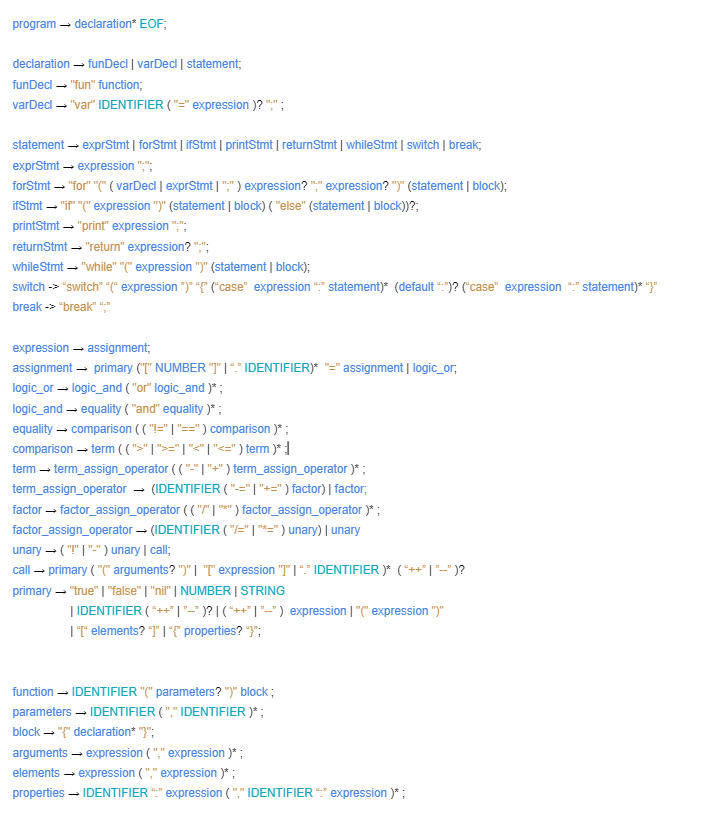 program → declaration* EOF;
declaration → funDecl | varDecl | statement;
funDecl → "fun" function;
varDecl → "var" IDENTIFIER ( "=" expression )? ";" ;
statement → exprStmt | forStmt | ifStmt | printStmt | returnStmt | whileStmt | switch | break;
exprStmt → expression ";";
forStmt → "for" "(" ( varDecl | exprStmt | ";" ) expression? ";" expression? ")" (statement | block);
ifStmt → "if" "(" expression ")" (statement | block) ( "else" (statement | block))?;
printStmt → "print" expression ";";
returnStmt → "return" expression? ";";
whileStmt → "while" "(" expression ")" (statement | block);
switch -> “switch” “(“ expression ”)” “{” (“case”  expression “:” statement)*  (default “:”)? (“case”  expression  “:” statement)* “}”
break -> “break” “;”
expression → assignment;
assignment →  primary ("[" NUMBER "]" | “.” IDENTIFIER)*  "=" assignment | logic_or;
logic_or → logic_and ( "or" logic_and )* ;
logic_and → equality ( "and" equality )* ;
equality → comparison ( ( "!=" | "==" ) comparison )* ;
comparison → term ( ( ">" | ">=" | "<" | "<=" ) term )* ;
term → term_assign_operator ( ( "-" | "+" ) term_assign_operator )* ;
term_assign_operator  →  (IDENTIFIER ( "-=" | "+=" ) factor) | factor;
factor → factor_assign_operator ( ( "/" | "*" ) factor_assign_operator )* ;
factor_assign_operator → (IDENTIFIER ( "/=" | "*=" ) unary) | unary
unary → ( "!" | "-" ) unary | call;
call → primary ( "(" arguments? ")" |  "[" expression "]" | “.” IDENTIFIER )*  ( “++” | ”--” )?
primary → "true" | "false" | "nil" | NUMBER | STRING
| IDENTIFIER ( “++” | ”--” )? | ( “++” | ”--” )  expression | "(" expression ")"
| “[“ elements? “]” | “{” properties? “}”;
function → IDENTIFIER "(" parameters? ")" block ;
parameters → IDENTIFIER ( "," IDENTIFIER )* ;
block → "{" declaration* "}";
arguments → expression ( "," expression )* ;
elements → expression ( "," expression )* ;
properties → IDENTIFIER “:” expression ( "," IDENTIFIER “:” expression )* ;